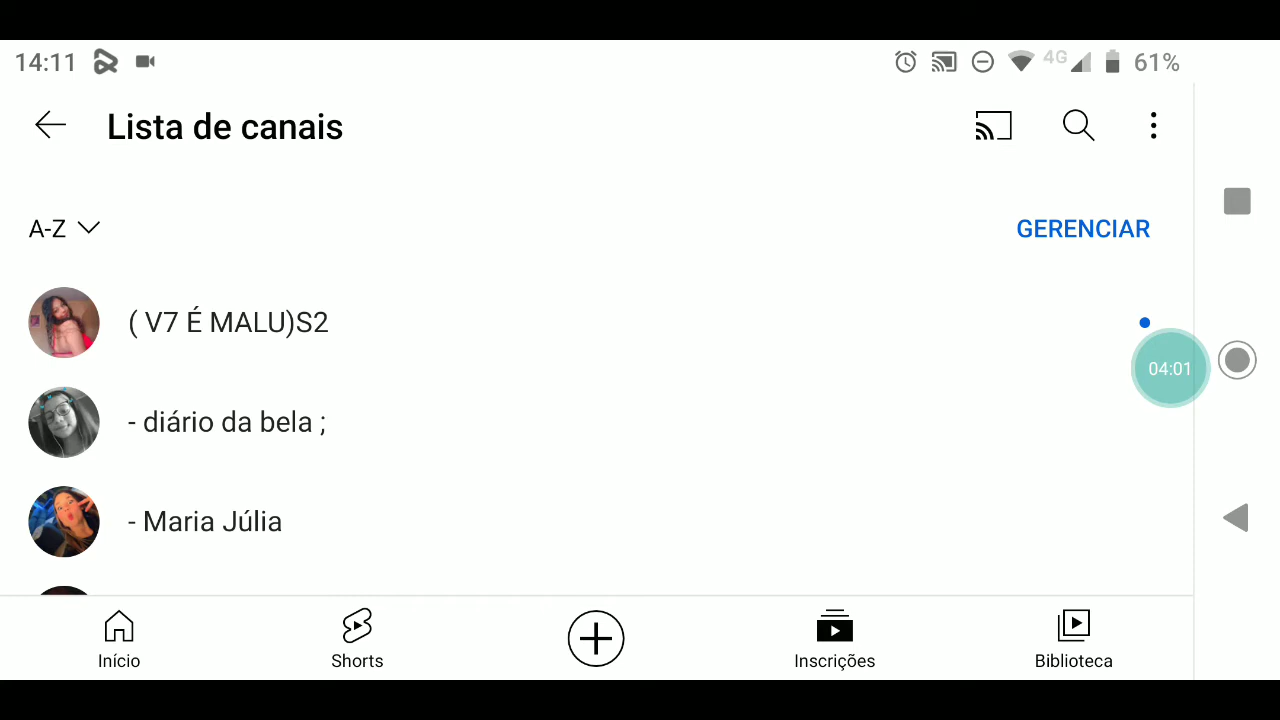 14:11 4G 61%
Lista de canais
A-Z GERENCIAR
( V7 É MALU)S2
04:01
- diário da bela ;
- Maria Júlia
Início Shorts Inscrições Biblioteca